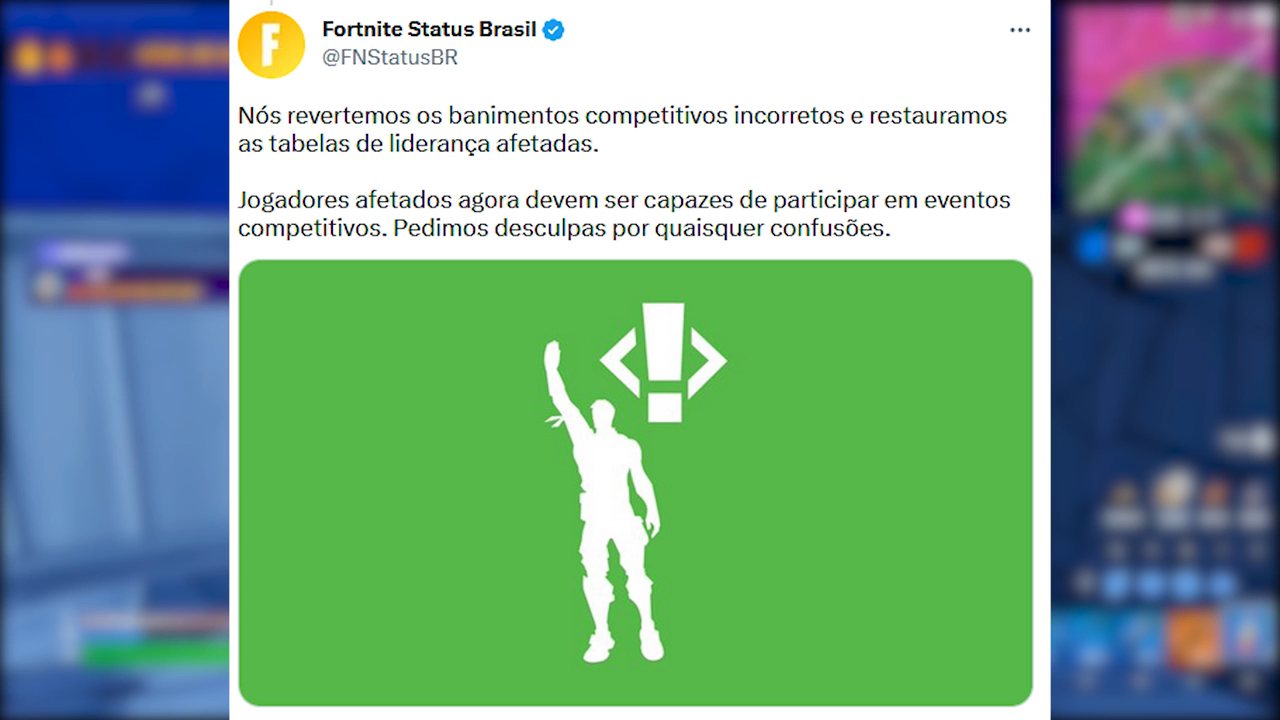 Fortnite Status Brasil
@FNStatusBR
Nós revertemos os banimentos competitivos incorretos e restauramos
as tabelas de liderança afetadas.
Jogadores afetados agora devem ser capazes de participar em eventos
competitivos. Pedimos desculpas por quaisquer confusões.